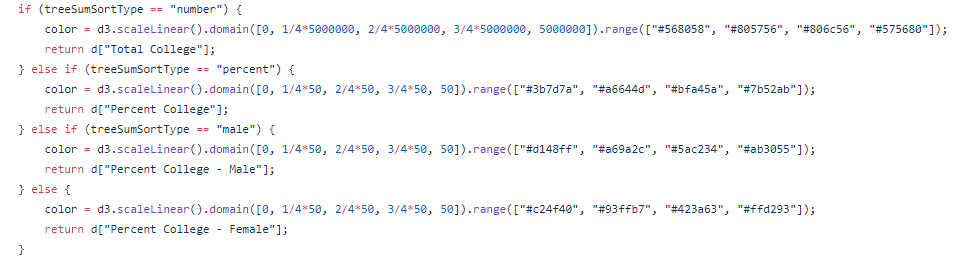 if (treeSumSortType == "number") {
color = d3.scaleLinear().domain([0, 1/4*5000000, 2/4*5000000, 3/4*5000000, 5000000]).range(["#568058", "#805756", "#806c56", "#575680"]);
return d["Total College"];
} else if (treeSumSortType == "percent") {
color = d3.scaleLinear().domain([0, 1/4*50, 2/4*50, 3/4*50, 50]).range(["#3b7d7a", "#a6644d", "#bfa45a", "#7b52ab"]);
return d["Percent College"];
} else if (treeSumSortType == "male") {
color = d3.scaleLinear().domain([0, 1/4*50, 2/4*50, 3/4*50, 50]).range(["#d148ff", "#a69a2c", "#5ac234", "#ab3055"]);
return d["Percent College - Male"];
} else {
color = d3.scaleLinear().domain([0, 1/4*50, 2/4*50, 3/4*50, 50]).range(["#c24f40", "#93ffb7", "#423a63", "#ffd293"]);
return d["Percent College - Female"];
}